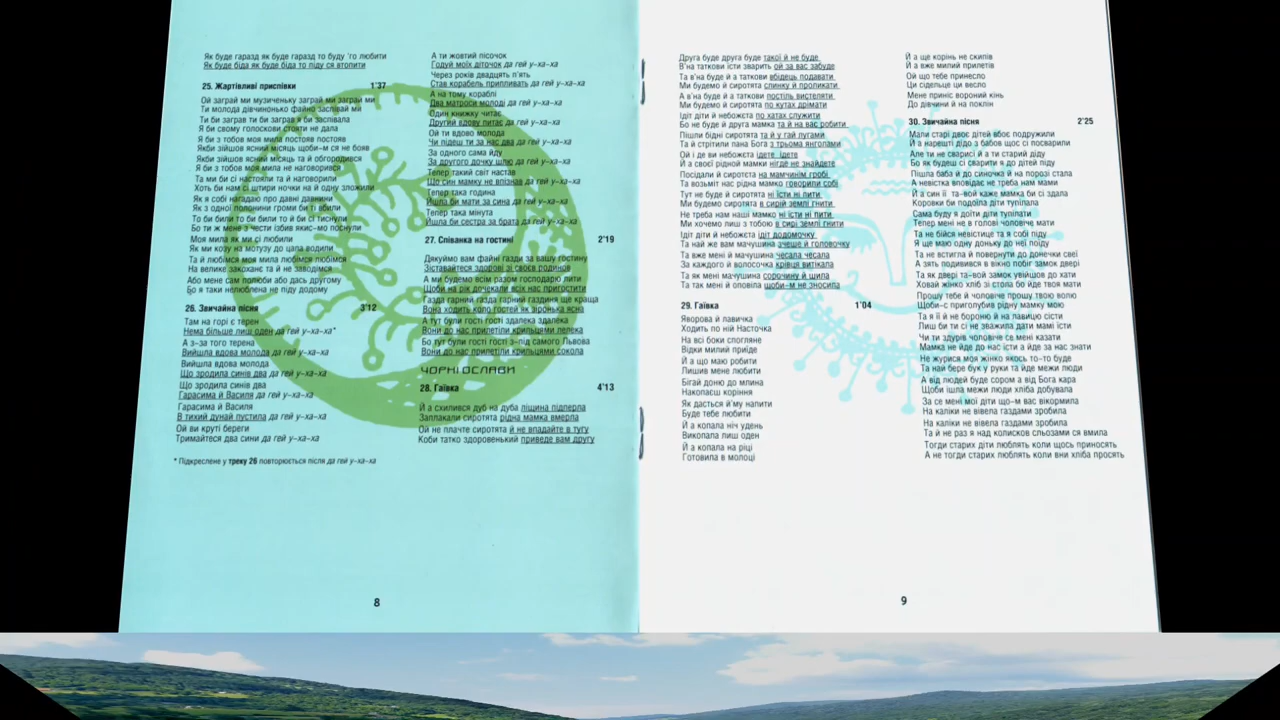 Як буде гаразд як буде гаразд то буду 'го любити
Як буде біда як буде біда то піду ся втопити
25. Жартівливі приспівки 1'37
Ой заграй ми музиченьку заграй ми заграй ми
Ти молода дівчинонько файно заспівай ми
Ти би заграв ти би заграв я би заспівала
Я би свому голоскови стояти не дала
Я би з тобов моя мила постояв постояв
Якби зійшов ясний місяць щоби-м ся не бояв
Якби зійшов ясний місяць та й обгородився
Я би з тобов моя мила не наговорився
Та ми би сі настояли та й наговорили
Хоть би нам сі штири ночки на й одну зложили
Як я собі нагадаю про давні давнини
Як з одної полонини громи би ті вбили
То би били то би били то й би сі тиснули
Бо ти ж мене з чести ізбив якис-мо поснули
Моя мила як ми сі любили
Як ми козу на мотузу до цапа водили
Та й любімся моя мила любімся любімся
На велике закоханє та й не заводімся
Або мене сам полюби або дась другому
Бо я таки нелюблена не піду додому
26. Звичайна пісня 3'12
Там на горі є терен
Нема більше лиш оден да гей у-ха-ха*
А з-за того терена
Вийшла вдова молода да гей у-ха-ха
Вийшла вдова молода
Що зродила синів два да гей у-ха-ха
Що зродила синів два
Гарасима й Василя да гей у-ха-ха
Гарасима й Василя
В тихий дунай пустила да гей у-ха-ха
Ой ви круті береги
Тримайтеся два сини да гей у-ха-ха
* Підкреслене у треку 26 повторюється після да гей у-ха-ха
А ти жовтий пісочок
Годуй моїх діточок да гей у-ха-ха
Через років двадцять п'ять
Став корабель припливать да гей у-ха-ха
А на тому кораблі
Два матроси молоді да гей у-ха-ха
Один книжку читає
Другий вдову питає да гей у-ха-ха
Ой ти вдово молода
Чи підеш ти за нас два да гей у-ха-ха
За одного сама йду
За другого дочку шлю да гей у-ха-ха
Тепер такий світ настав
Що син мамку не впізнав да гей у-ха-ха
Тепер така година
Ишла би мати за сина да гей у-ха-ха
Тепер така мінута
Йшла би сестра за брата да гей у-ха-ха
27. Співанка на гостині 2'19
Дякуймо вам файні газди за вашу гостину
Зіставайтеся здорові зі своєв родинов
А ми будемо всім разом господарю пити
Щоби на рік дочекали всіх нас пригостити
Газда гарний газда гарний газдиня ще краща
Вона ходить коло гостей як зіронька ясна
А тут були гості гості здалека здалека
Вони до нас прилетіли крильцями лелека
Бо тут були гості гості з-під самого Львова
Вони до нас прилетіли крильцями сокола
ЧОРНІ ОСЛАВИ
28. Гаївка 4'13
Й а схилився дуб на дуба ліщина підперла
Заплакали сиротята рідна мамка вмерла
Ой не плачте сиротята й не впадайте в тугу
Коби татко здоровенький приведе вам другу
8
Друга буде друга буде такої й не буде
В'на таткови їсти зварить ой за вас забуде
Та в'на буде й а таткови вбідець подавати
Ми будемо й сиротята спинку й проликати
А в'на буде й а таткови постіль вистеляти
Ми будемо й сиротята по кутах дрімати
Ідіт діти й небожєта по хатах служити
Бо не буде й друга мамка та й на вас робити
Пішли бідні сиротята та й у гай лугами
Та й стрітили пана Бога з трьома янголами
Ой і де ви небожєта ідете ідете
Й а своєї рідної мамки нігде не знайдете
Посідали й сиротєта на мамчинім гробі
Та возьміт нас рідна мамко говорили собі
Тут не буде й сиротята ні їсти ні пити
Ми будемо сиротята в сирій землі гнити
Не треба нам наші мамко ні їсти ні пити
Ми хочемо лиш з тобою в сирі землі гнити
Ідіт діти й небожєта ідіт додомочку
Та най же вам мачушина зчеше й головочку
Та вже мені й мачушина чесала чесала
За каждого й волосочка крівця витікала
Та як мені мачушина сорочину й шила
Та так мені й оповіла щоби-м не зносила
29. Гаївка 1'04
Яворова й лавичка
Ходить по ній Насточка
На всі боки спогляне
Відки милий приїде
Й а що маю робити
Лишив мене любити
Бігай доню до млина
Накопаєш коріння
Як дасться й'му напити
Буде тебе любити
Й а копала ніч удень
Викопала лиш оден
Й а копала на ріці
Готовила в молоці
Й а ще корінь не скипів
Й а вже милий прилетів
Ой що тебе принесло
Ци сідельце ци весло
Мене приніс вороний кінь
До дівчини й на поклін
30. Звичайна пісня 2'25
Мали старі двоє дітей вбоє подружили
Й а нарешті дідо з бабов щос сі посварили
Але ти не сварисі й а ти старий діду
Бо як будеш сі сварити я до дітей піду
Пішла баба й до синочка й на порозі стала
А невістка вповідає не треба нам мами
Й а син її та-вой каже мамка би сі здала
Коровки би подоїла діти тупілала
Сама буду я доїти діти тупілати
Тепер мені не в голові чоловіче мати
Та не бійся невістице та я собі піду
Я ще маю одну доньку до неї поїду
Та не встигла й повернути до донечки свеї
А зять подивився в вікно побіг замок двері
Та як двері та-вой замок увійшов до хати
Ховай жінко хліб зі стола бо йде твоя мати
Прошу тебе й чоловіче прошу твою волю
Щоби-с приголубив рідну мамку мою
Та я її й не бороню й на лавицю сісти
Лиш би ти сі не зважила дати мамі їсти
Чи ти здурів чоловіче се мені казати
Мамка не йде до нас їсти а йде за нас знати
Не журися моя жінко якось то-то буде
Та най бере бук у руки та йде межи люди
А від людей буде сором а від Бога кара
Щоби ішла межи люди хліба добувала
За се мені мої діти що-м вас вікормила
На каліки не вівела газдами зробила
На каліки не вівела газдами зробила
Та й не раз я над колисков сльозами ся вмила
Тогди старих діти люблять коли щось приносять
А не тогди старих люблять коли вни хліба просять
9